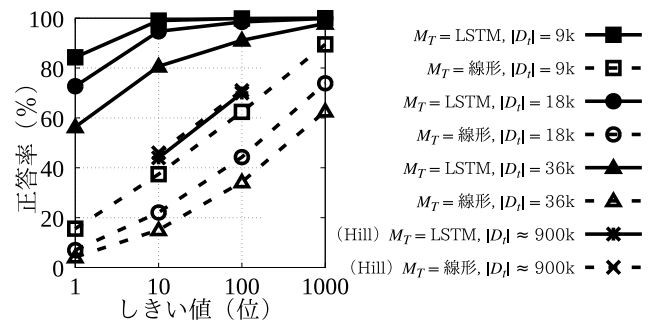 正答率（%）
100
80
60
40
20
0
1 10 100 1000
しきい値（位）
M_T = LSTM, |D_t| = 9k
M_T = 線形, |D_t| = 9k
M_T = LSTM, |D_t| = 18k
M_T = 線形, |D_t| = 18k
M_T = LSTM, |D_t| = 36k
M_T = 線形, |D_t| = 36k
(Hill) M_T = LSTM, |D_t| ≈ 900k
(Hill) M_T = 線形, |D_t| ≈ 900k